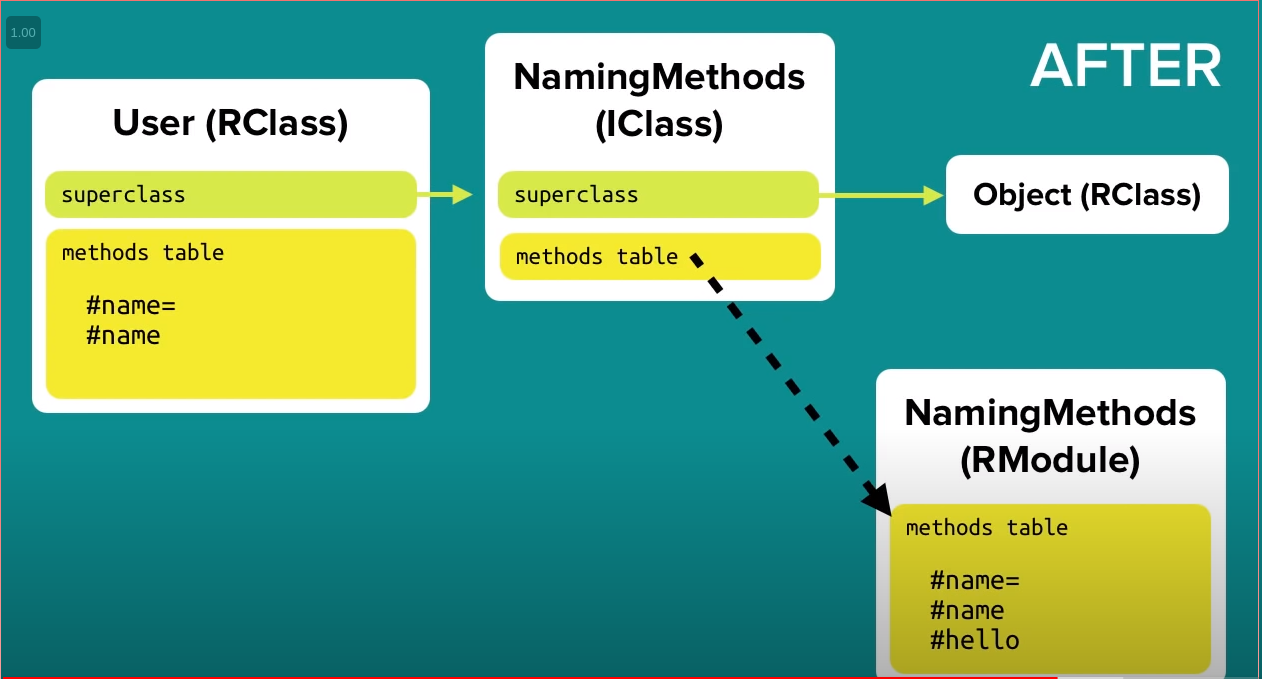 1.00
AFTER
User (RClass)
superclass
methods table
#name=
#name
NamingMethods
(IClass)
superclass
methods table
Object (RClass)
NamingMethods
(RModule)
methods table
#name=
#name
#hello